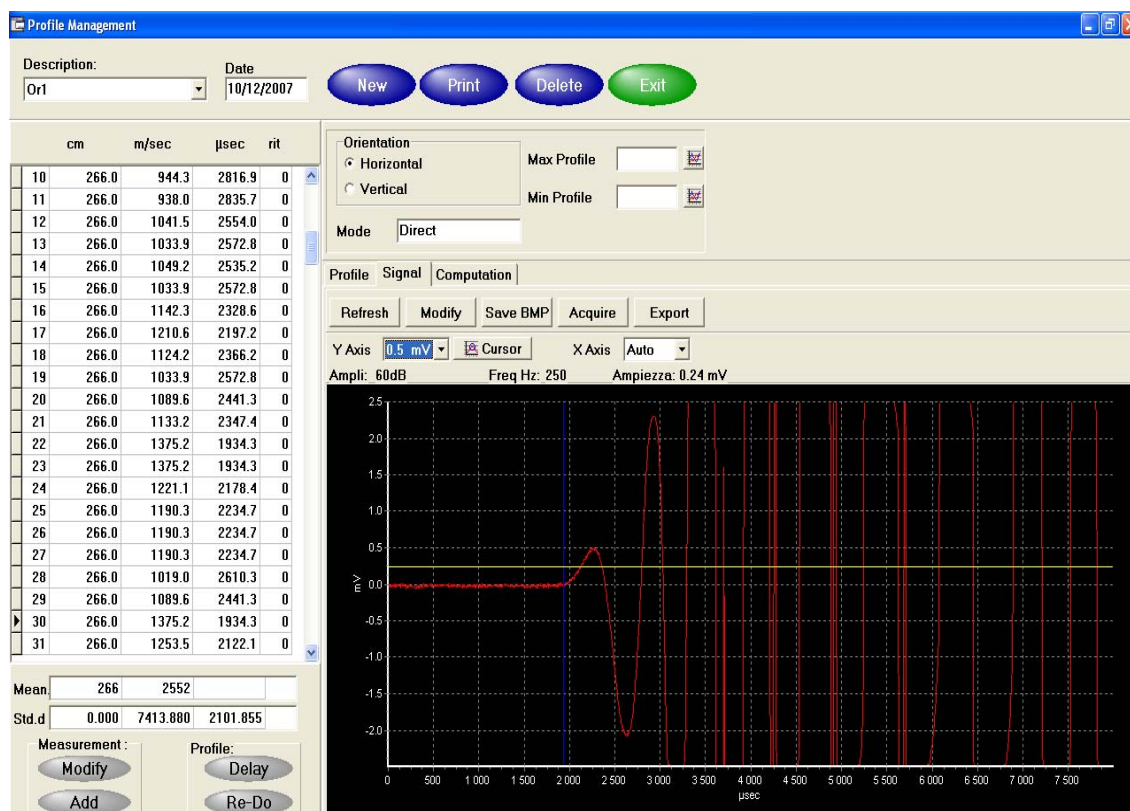 Profile Management
Description:
Date
Or1
10/12/2007
New
Print
Delete
Exit
cm m/sec µsec rit
10 266.0 944.3 2816.9 0
11 266.0 938.0 2835.7 0
12 266.0 1041.5 2554.0 0
13 266.0 1033.9 2572.8 0
14 266.0 1049.2 2535.2 0
15 266.0 1033.9 2572.8 0
16 266.0 1142.3 2328.6 0
17 266.0 1210.6 2197.2 0
18 266.0 1124.2 2366.2 0
19 266.0 1033.9 2572.8 0
20 266.0 1089.6 2441.3 0
21 266.0 1133.2 2347.4 0
22 266.0 1375.2 1934.3 0
23 266.0 1375.2 1934.3 0
24 266.0 1221.1 2178.4 0
25 266.0 1190.3 2234.7 0
26 266.0 1190.3 2234.7 0
27 266.0 1190.3 2234.7 0
28 266.0 1019.0 2610.3 0
29 266.0 1089.6 2441.3 0
30 266.0 1375.2 1934.3 0
31 266.0 1253.5 2122.1 0
Mean. 266 2552
Std.d 0.000 7413.880 2101.855
Measurement :
Modify
Add
Profile:
Delay
Re-Do
Orientation
Horizontal
Vertical
Max Profile
Min Profile
Mode Direct
Profile Signal Computation
Refresh Modify Save BMP Acquire Export
Y Axis 0.5 mV Cursor X Axis Auto
Ampli: 60dB Freq Hz: 250 Ampiezza: 0.24 mV
2.5
2.0
1.5
1.0
0.5
0.0
-0.5
-1.0
-1.5
-2.0
mV
500 1 000 1 500 2 000 2 500 3 000 3 500 4 000 4 500 5 000 5 500 6 000 6 500 7 000 7 500
µsec